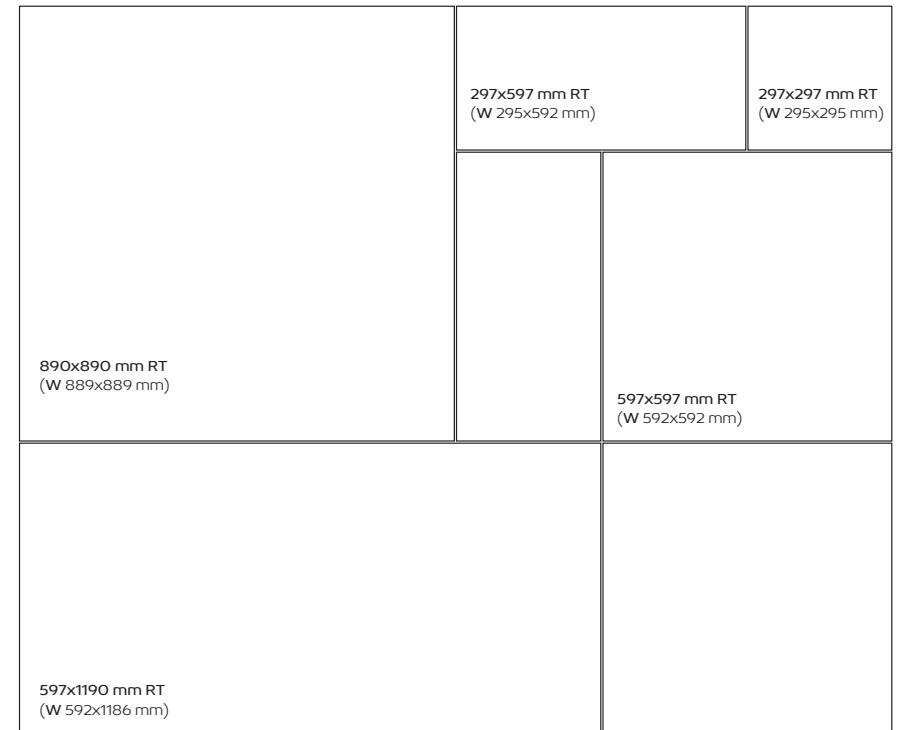 297x597 mm RT
(W 295x592 mm)
297x297 mm RT
(W 295x295 mm)
890x890 mm RT
(W 889x889 mm)
597x597 mm RT
(W 592x592 mm)
597x1190 mm RT
(W 592x1186 mm)